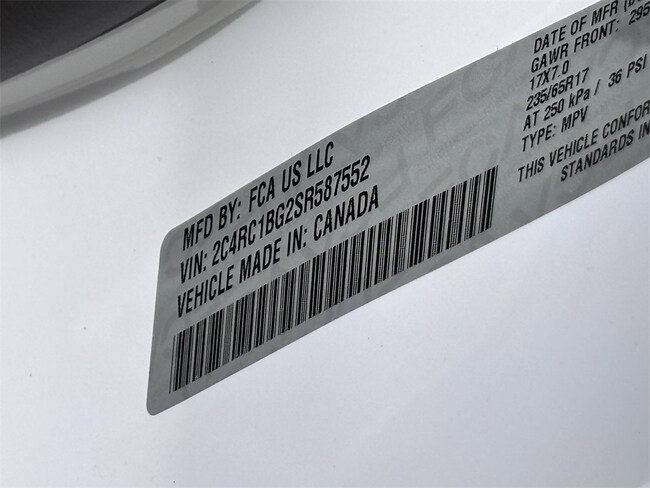 MFD BY: FCA US LLC
VIN: 2C4RC1BG2SR587552
VEHICLE MADE IN: CANADA
DATE OF MFR
GAWR FRONT: 295
17X7.0
235/65R17
AT 250 kPa / 36 PSI
TYPE: MPV
THIS VEHICLE CONFOR
STANDARDS IN